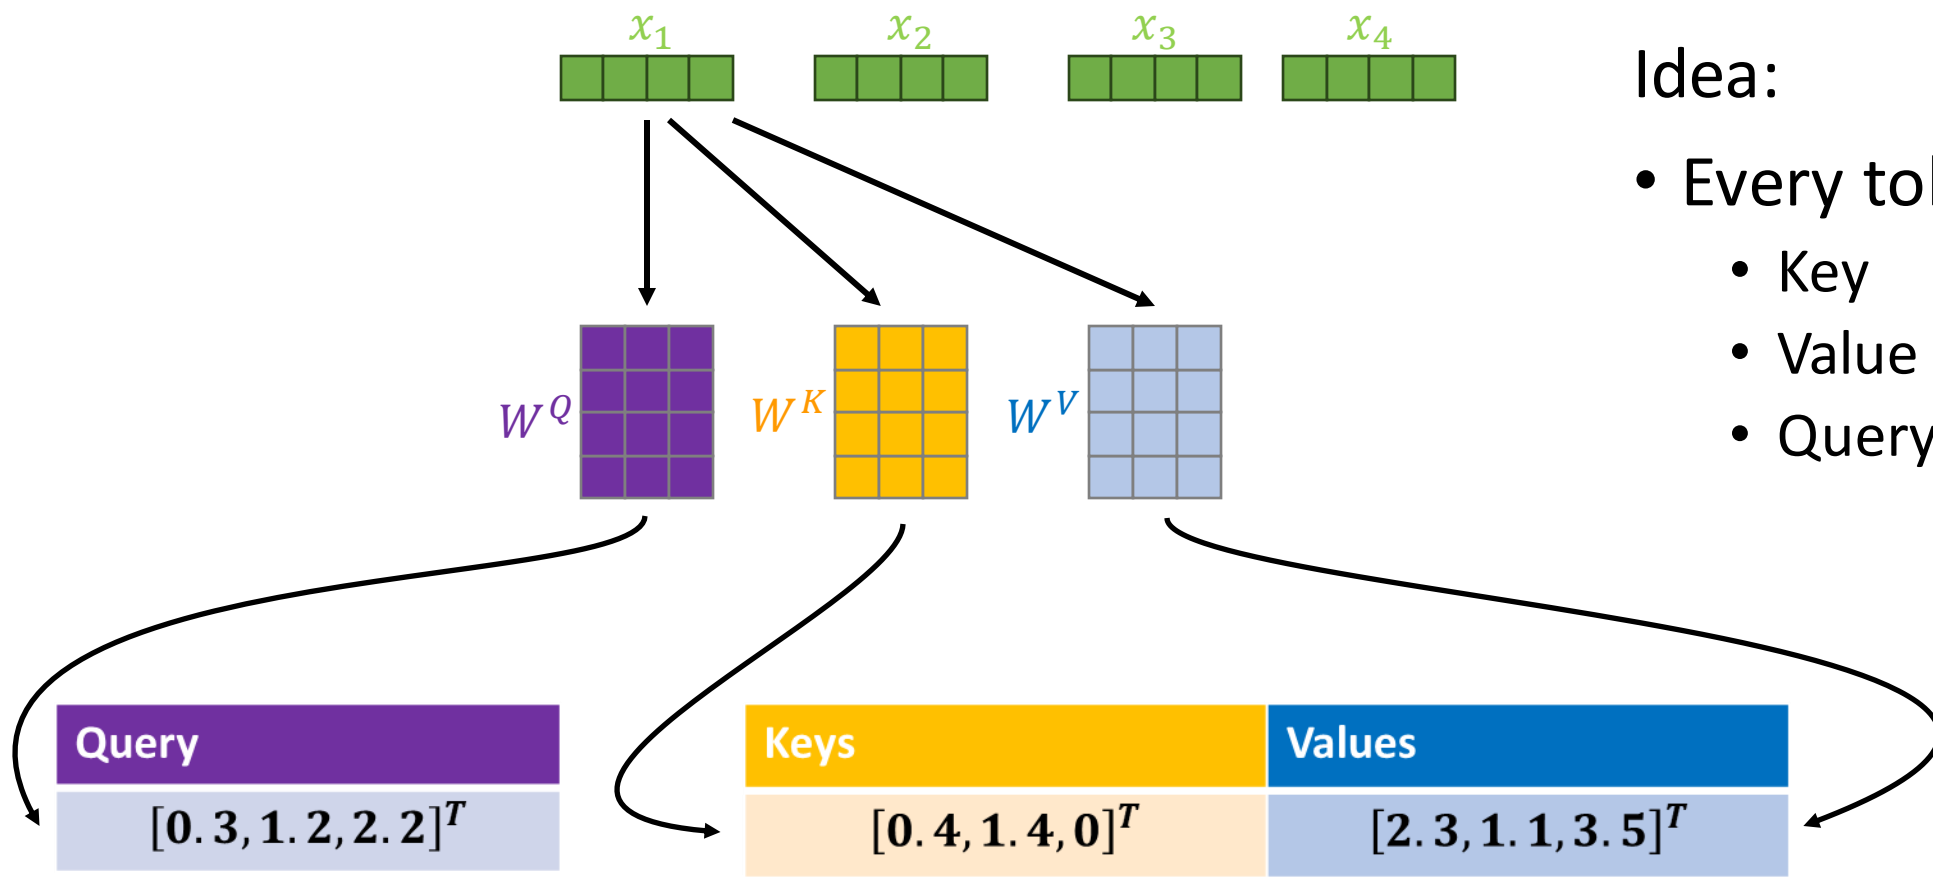 x₁ x₂ x₃ x₄
Idea:
• Every
• Key
• Value
• Query
W^Q W^K W^V
Query Keys Values
[0.3, 1.2, 2.2]^T [0.4, 1.4, 0]^T [2.3, 1.1, 3.5]^T